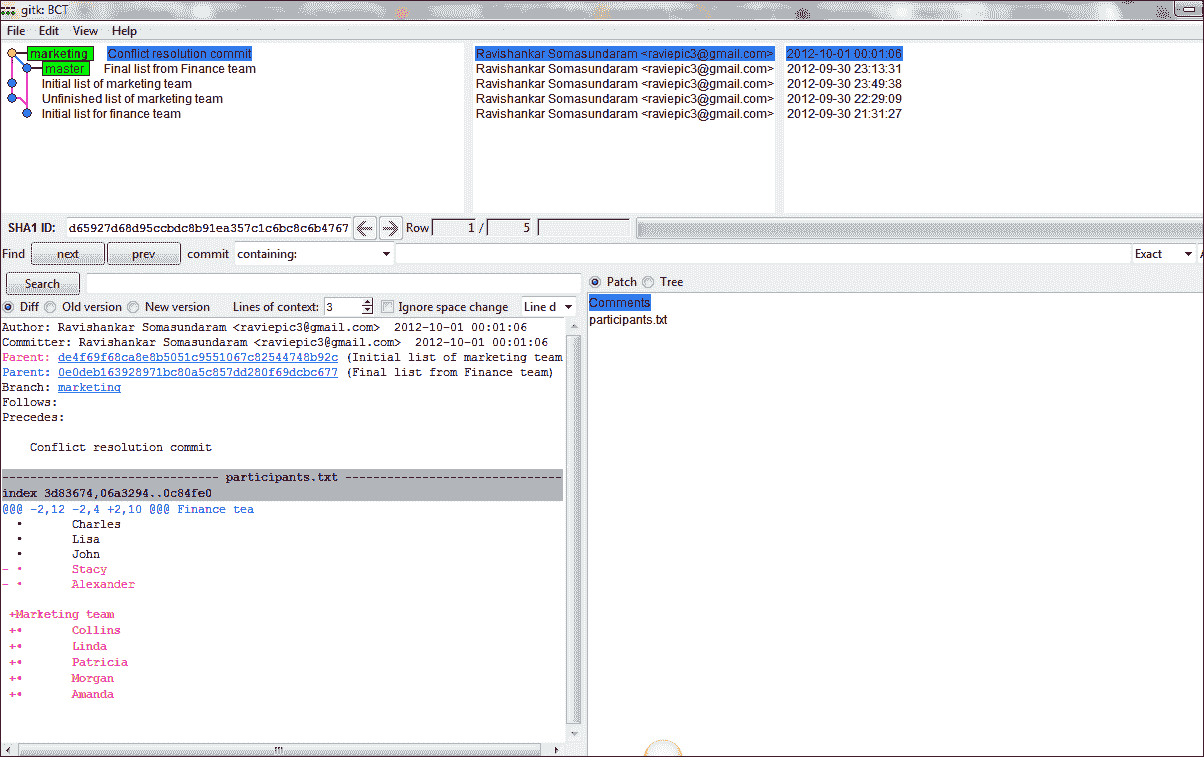 gitk: BCT
File Edit View Help
marketing Conflict resolution commit Ravishankar Somasundaram <raviepic3@gmail.com> 2012-10-01 00:01:06
master Final list from Finance team Ravishankar Somasundaram <raviepic3@gmail.com> 2012-09-30 23:13:31
Initial list of marketing team Ravishankar Somasundaram <raviepic3@gmail.com> 2012-09-30 23:49:38
Unfinished list of marketing team Ravishankar Somasundaram <raviepic3@gmail.com> 2012-09-30 22:29:09
Initial list for finance team Ravishankar Somasundaram <raviepic3@gmail.com> 2012-09-30 21:31:27
SHA1 ID: d65927d68d95ccbdc8b91ea357c1c6bc8c6b4767 Row 1 / 5
Find next prev commit containing: Exact
Search
Patch Tree
Diff Old version New version Lines of context: 3 Ignore space change Line d
Comments
participants.txt
Author: Ravishankar Somasundaram <raviepic3@gmail.com> 2012-10-01 00:01:06
Committer: Ravishankar Somasundaram <raviepic3@gmail.com> 2012-10-01 00:01:06
Parent: de4f69f68ca8e8b5051c9551067c82544748b92c (Initial list of marketing team
Parent: 0e0deb163928971bc80a5c857dd280f69dcbc677 (Final list from Finance team)
Branch: marketing
Follows:
Precedes:
Conflict resolution commit
------------------------------- participants.txt -------------------------------
index 3d83674,06a3294..0c84fe0
@@@ -2,12 -2,4 +2,10 @@@ Finance tea
• Charles
• Lisa
• John
- • Stacy
- • Alexander
+Marketing team
+• Collins
+• Linda
+• Patricia
+• Morgan
+• Amanda